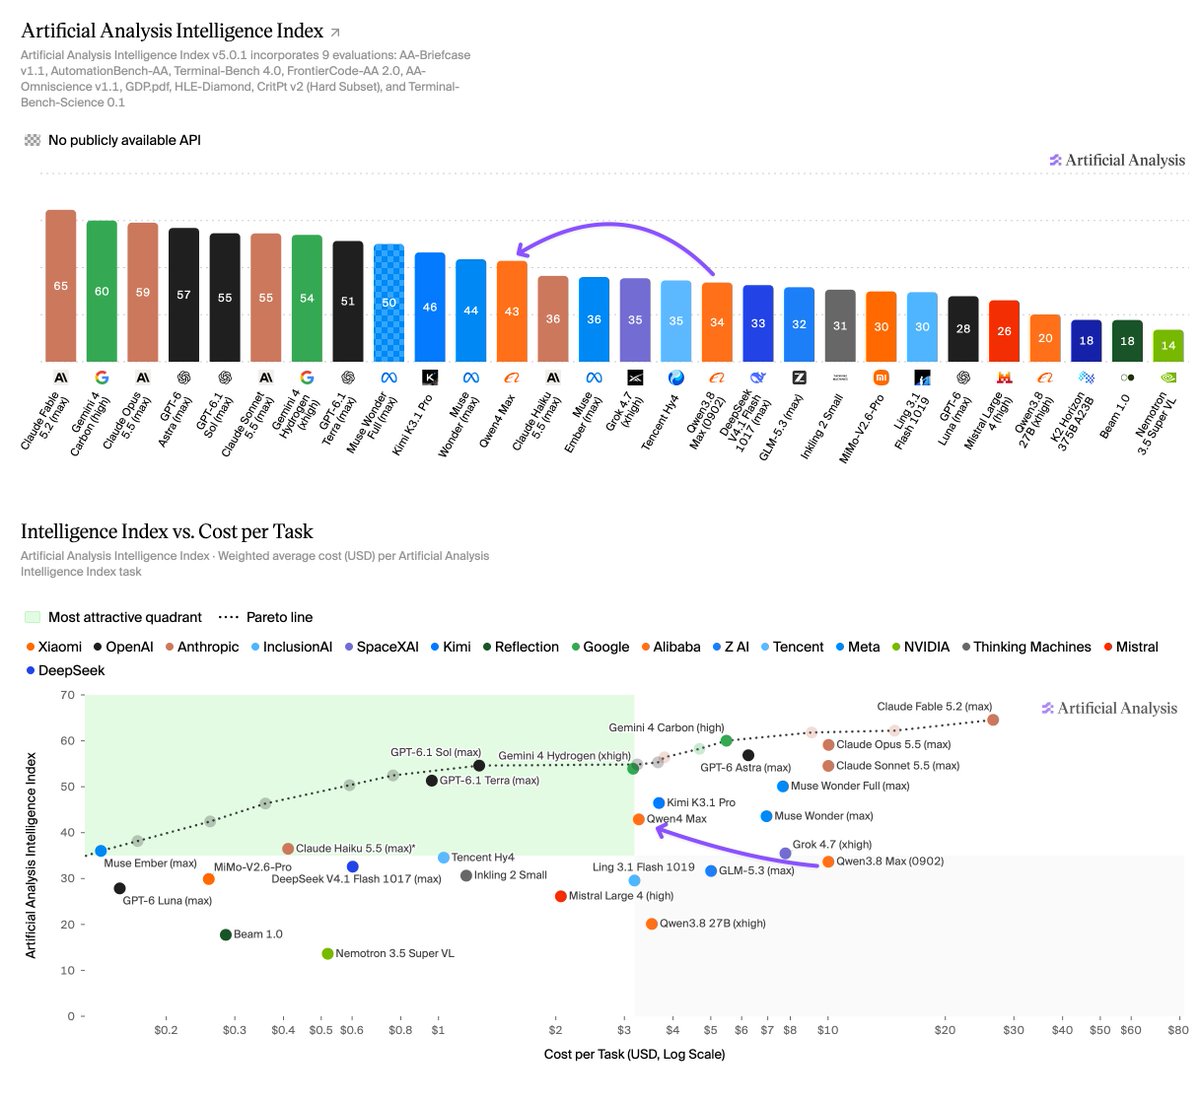 Artificial Analysis Intelligence Index ↗
Artificial Analysis Intelligence Index v5.0.1 incorporates 9 evaluations: AA-Briefcase
v1.1, AutomationBench-AA, Terminal-Bench 4.0, FrontierCode-AA 2.0, AA-
Omniscience v1.1, GDP.pdf, HLE-Diamond, CritPt v2 (Hard Subset), and Terminal-
Bench-Science 0.1
No publicly available API
Artificial Analysis
65
60
59
57
55
55
54
51
50
46
44
43
36
36
35
35
34
33
32
31
30
30
28
26
20
18
18
14
Claude Fable
5.2 (max)
Gemini 4
Carbon (high)
Claude Opus
5.5 (max)
GPT-6
Astra (max)
GPT-6.1
Sol (max)
Claude Sonnet
5.5 (max)
Gemini 4
Hydrogen
(xhigh)
GPT-6.1
Terra (max)
Muse Wonder
Full (max)
Kimi K3.1 Pro
Muse
Wonder (max)
Qwen4 Max
Claude Haiku
5.5 (max)
Muse
Ember (max)
Grok 4.7
(xhigh)
Tencent Hy4
Qwen3.8
Max (0902)
DeepSeek
V4.1 Flash
1017 (max)
GLM-5.3 (max)
Inkling 2 Small
MiMo-V2.6-Pro
Ling 3.1
Flash 1019
GPT-6
Luna (max)
Mistral Large
4 (high)
Qwen3.8
27B (xhigh)
K2 Horizon
375B A23B
Beam 1.0
Nemotron
3.5 Super VL
Intelligence Index vs. Cost per Task
Artificial Analysis Intelligence Index · Weighted average cost (USD) per Artificial Analysis
Intelligence Index task
Most attractive quadrant
Pareto line
Xiaomi
OpenAI
Anthropic
InclusionAI
SpaceXAI
Kimi
Reflection
Google
Alibaba
Z AI
Tencent
Meta
NVIDIA
Thinking Machines
Mistral
DeepSeek
Artificial Analysis Intelligence Index
70
60
50
40
30
20
10
0
Artificial Analysis
Claude Fable 5.2 (max)
Gemini 4 Carbon (high)
Claude Opus 5.5 (max)
GPT-6.1 Sol (max)
Gemini 4 Hydrogen (xhigh)
GPT-6 Astra (max)
Claude Sonnet 5.5 (max)
GPT-6.1 Terra (max)
Muse Wonder Full (max)
Kimi K3.1 Pro
Qwen4 Max
Muse Wonder (max)
Claude Haiku 5.5 (max)*
Grok 4.7 (xhigh)
Muse Ember (max)
Tencent Hy4
Qwen3.8 Max (0902)
MiMo-V2.6-Pro
Ling 3.1 Flash 1019
GLM-5.3 (max)
DeepSeek V4.1 Flash 1017 (max)
Inkling 2 Small
GPT-6 Luna (max)
Mistral Large 4 (high)
Qwen3.8 27B (xhigh)
Beam 1.0
Nemotron 3.5 Super VL
$0.2
$0.3
$0.4
$0.5
$0.6
$0.8
$1
$2
$3
$4
$5
$6
$7
$8
$10
$20
$30
$40
$50
$60
$80
Cost per Task (USD, Log Scale)